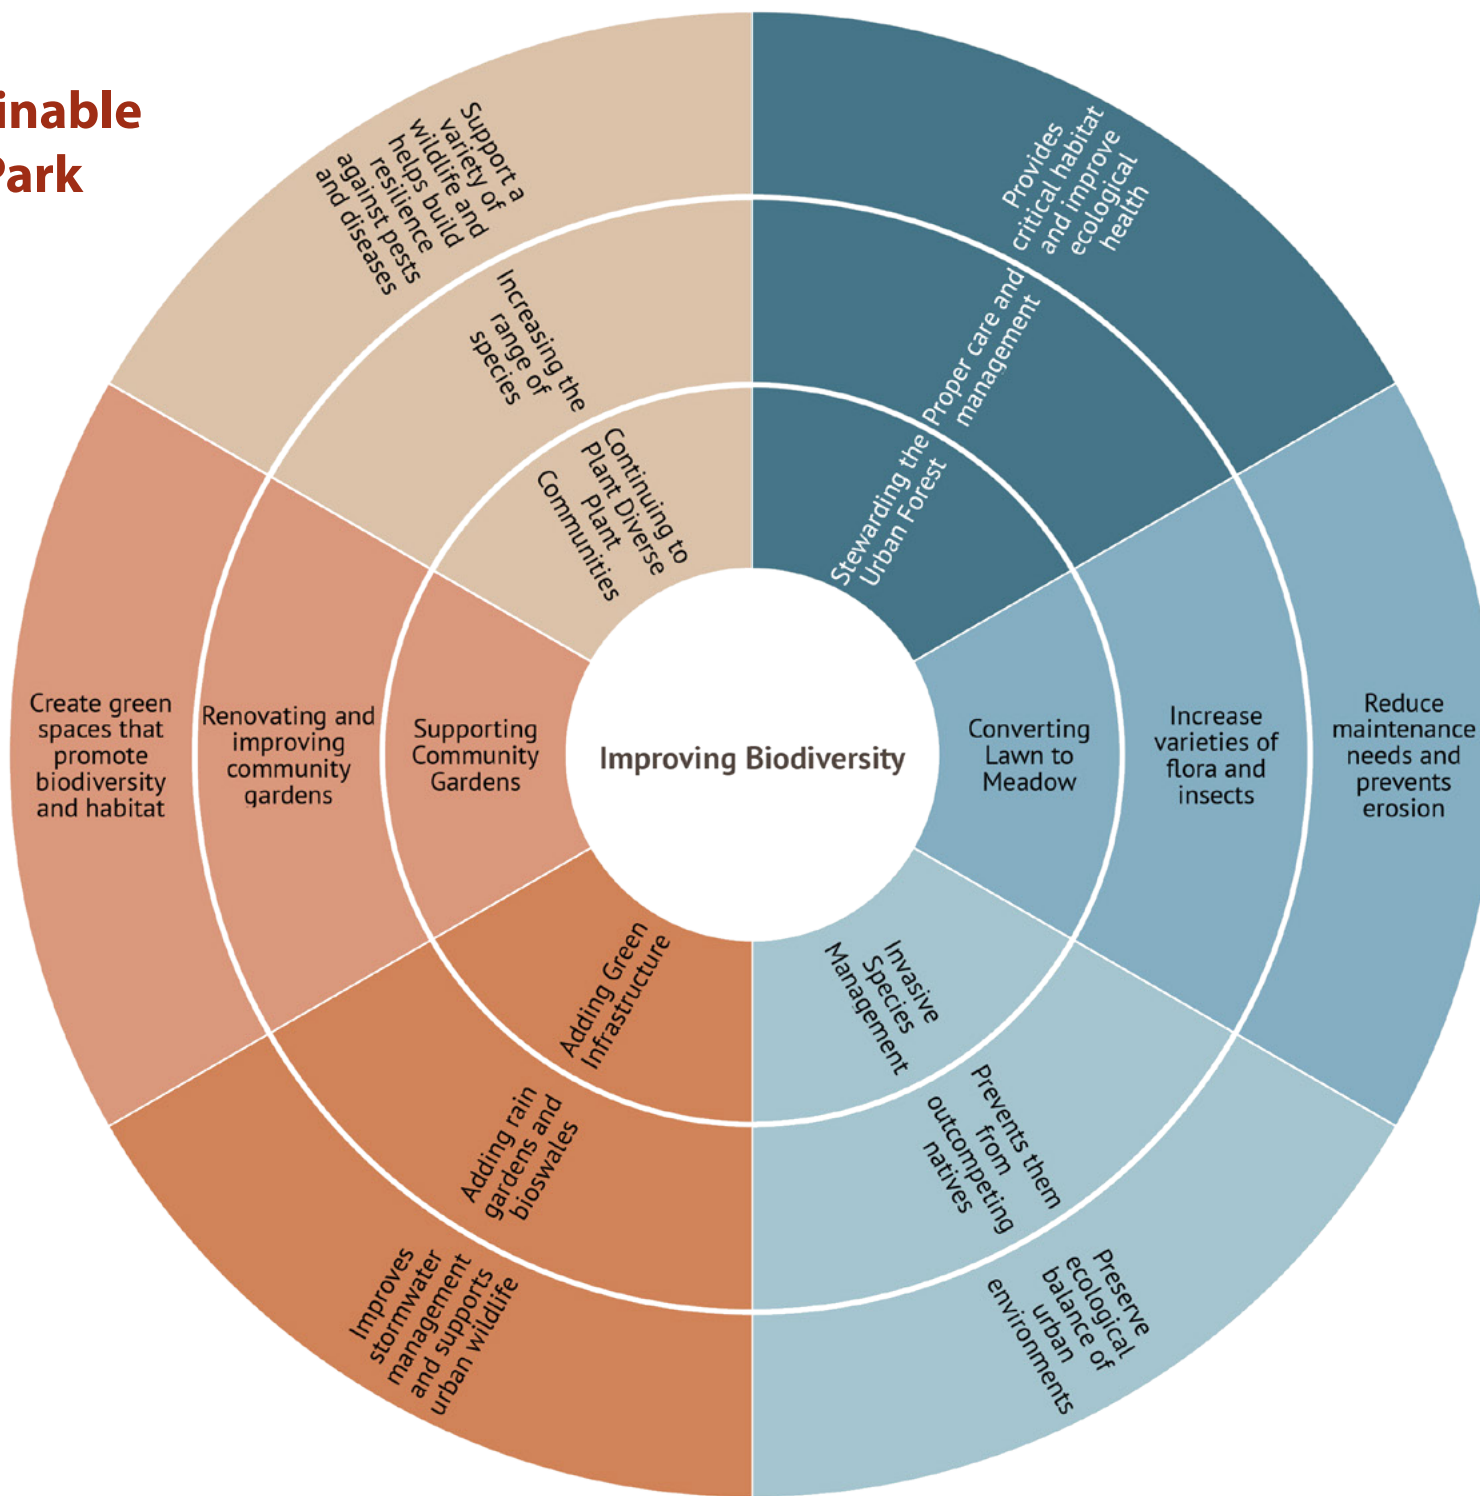 inable
Park
Improving Biodiversity
Stewarding the
Urban Forest
Proper care and
management
Provides
critical habitat
and improve
ecological
health
Converting
Lawn to
Meadow
Increase
varieties of
flora and
insects
Reduce
maintenance
needs and
prevents
erosion
Invasive
Species
Management
Prevents them
from
outcompeting
natives
Preserve
ecological
balance of
urban
environments
Adding Green
Infrastructure
Adding rain
gardens and
bioswales
Improves
stormwater
management
and supports
urban wildlife
Supporting
Community
Gardens
Renovating and
improving
community
gardens
Create green
spaces that
promote
biodiversity
and habitat
Continuing to
Plant Diverse
Plant
Communities
Increasing the
range of
species
Support a
variety of
wildlife and
helps build
resilience
against pests
and diseases